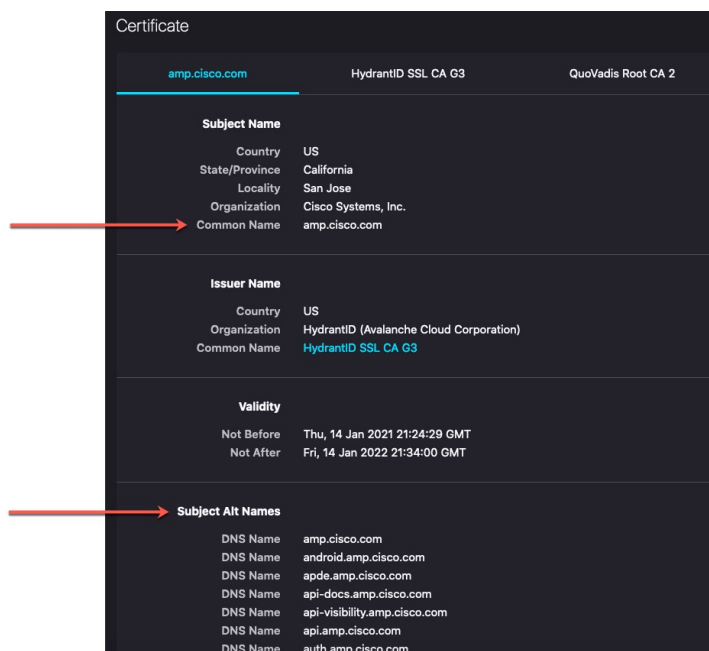 Certificate
amp.cisco.com HydrantID SSL CA G3 QuoVadis Root CA 2
Subject Name
Country US
State/Province California
Locality San Jose
Organization Cisco Systems, Inc.
Common Name amp.cisco.com
Issuer Name
Country US
Organization HydrantID (Avalanche Cloud Corporation)
Common Name HydrantID SSL CA G3
Validity
Not Before Thu, 14 Jan 2021 21:24:29 GMT
Not After Fri, 14 Jan 2022 21:34:00 GMT
Subject Alt Names
DNS Name amp.cisco.com
DNS Name android.amp.cisco.com
DNS Name apde.amp.cisco.com
DNS Name api-docs.amp.cisco.com
DNS Name api-visibility.amp.cisco.com
DNS Name api.amp.cisco.com
DNS Name auth.amp.cisco.com